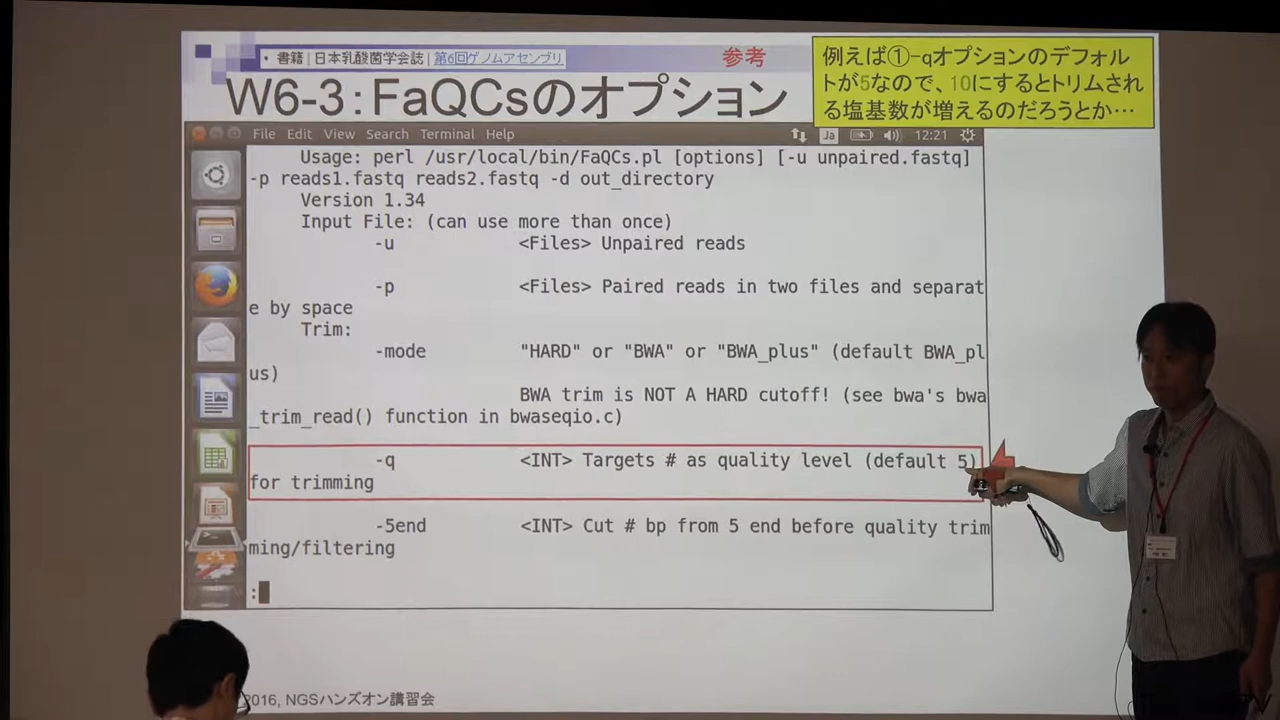 • 書籍 | 日本乳酸菌学会誌 | 第6回ゲノムアセンブリ
参考
W6-3:FaQCsのオプション
例えば①-qオプションのデフォル
トが5なので、10にするとトリムされ
る塩基数が増えるのだろうとか…
File Edit View Search Terminal Help
Ja
12:21
Usage: perl /usr/local/bin/FaQCs.pl [options] [-u unpaired.fastq]
-p reads1.fastq reads2.fastq -d out_directory
Version 1.34
Input File: (can use more than once)
-u <Files> Unpaired reads
-p <Files> Paired reads in two files and separat
e by space
Trim:
-mode "HARD" or "BWA" or "BWA_plus" (default BWA_pl
us)
BWA trim is NOT A HARD cutoff! (see bwa's bwa
_trim_read() function in bwaseqio.c)
-q <INT> Targets # as quality level (default 5)
for trimming
-5end <INT> Cut # bp from 5 end before quality trim
ming/filtering
:
2016, NGSハンズオン講習会